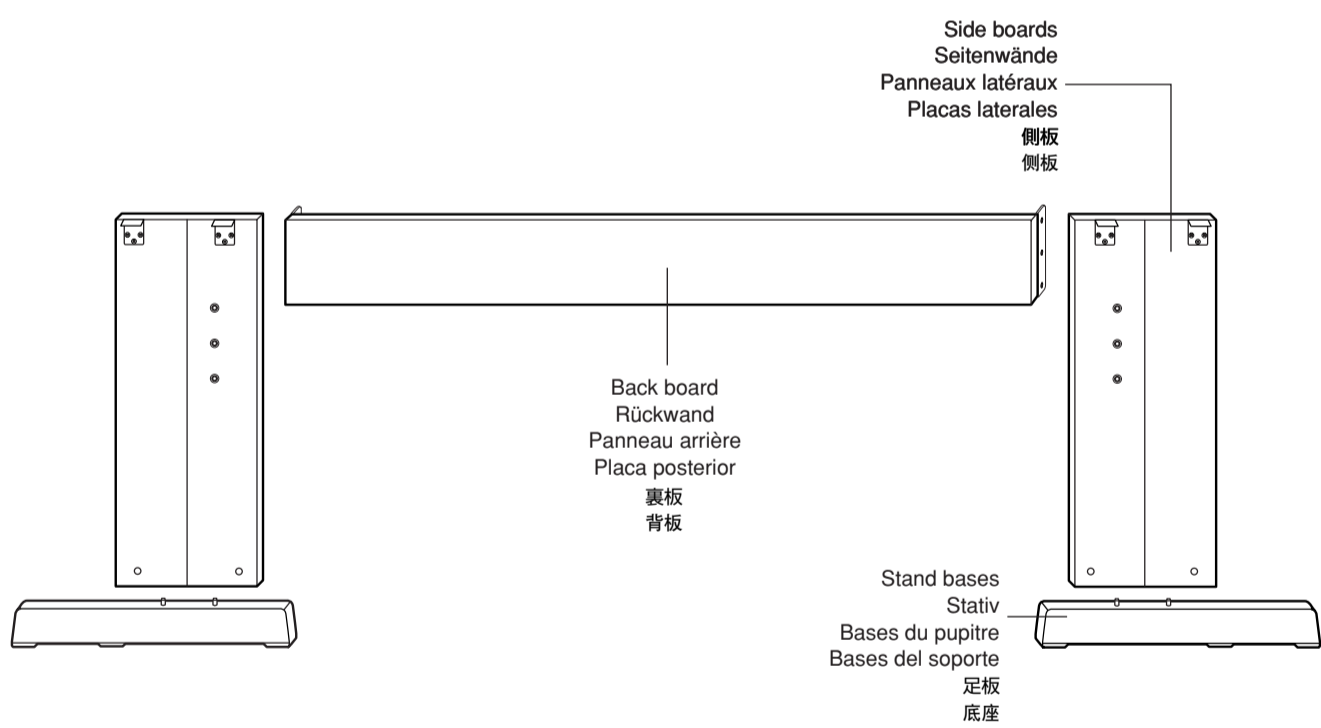 Side boards
Seitenwände
Panneaux latéraux
Placas laterales
側板
侧板
Back board
Rückwand
Panneau arrière
Placa posterior
裏板
背板
Stand bases
Stativ
Bases du pupitre
Bases del soporte
足板
底座